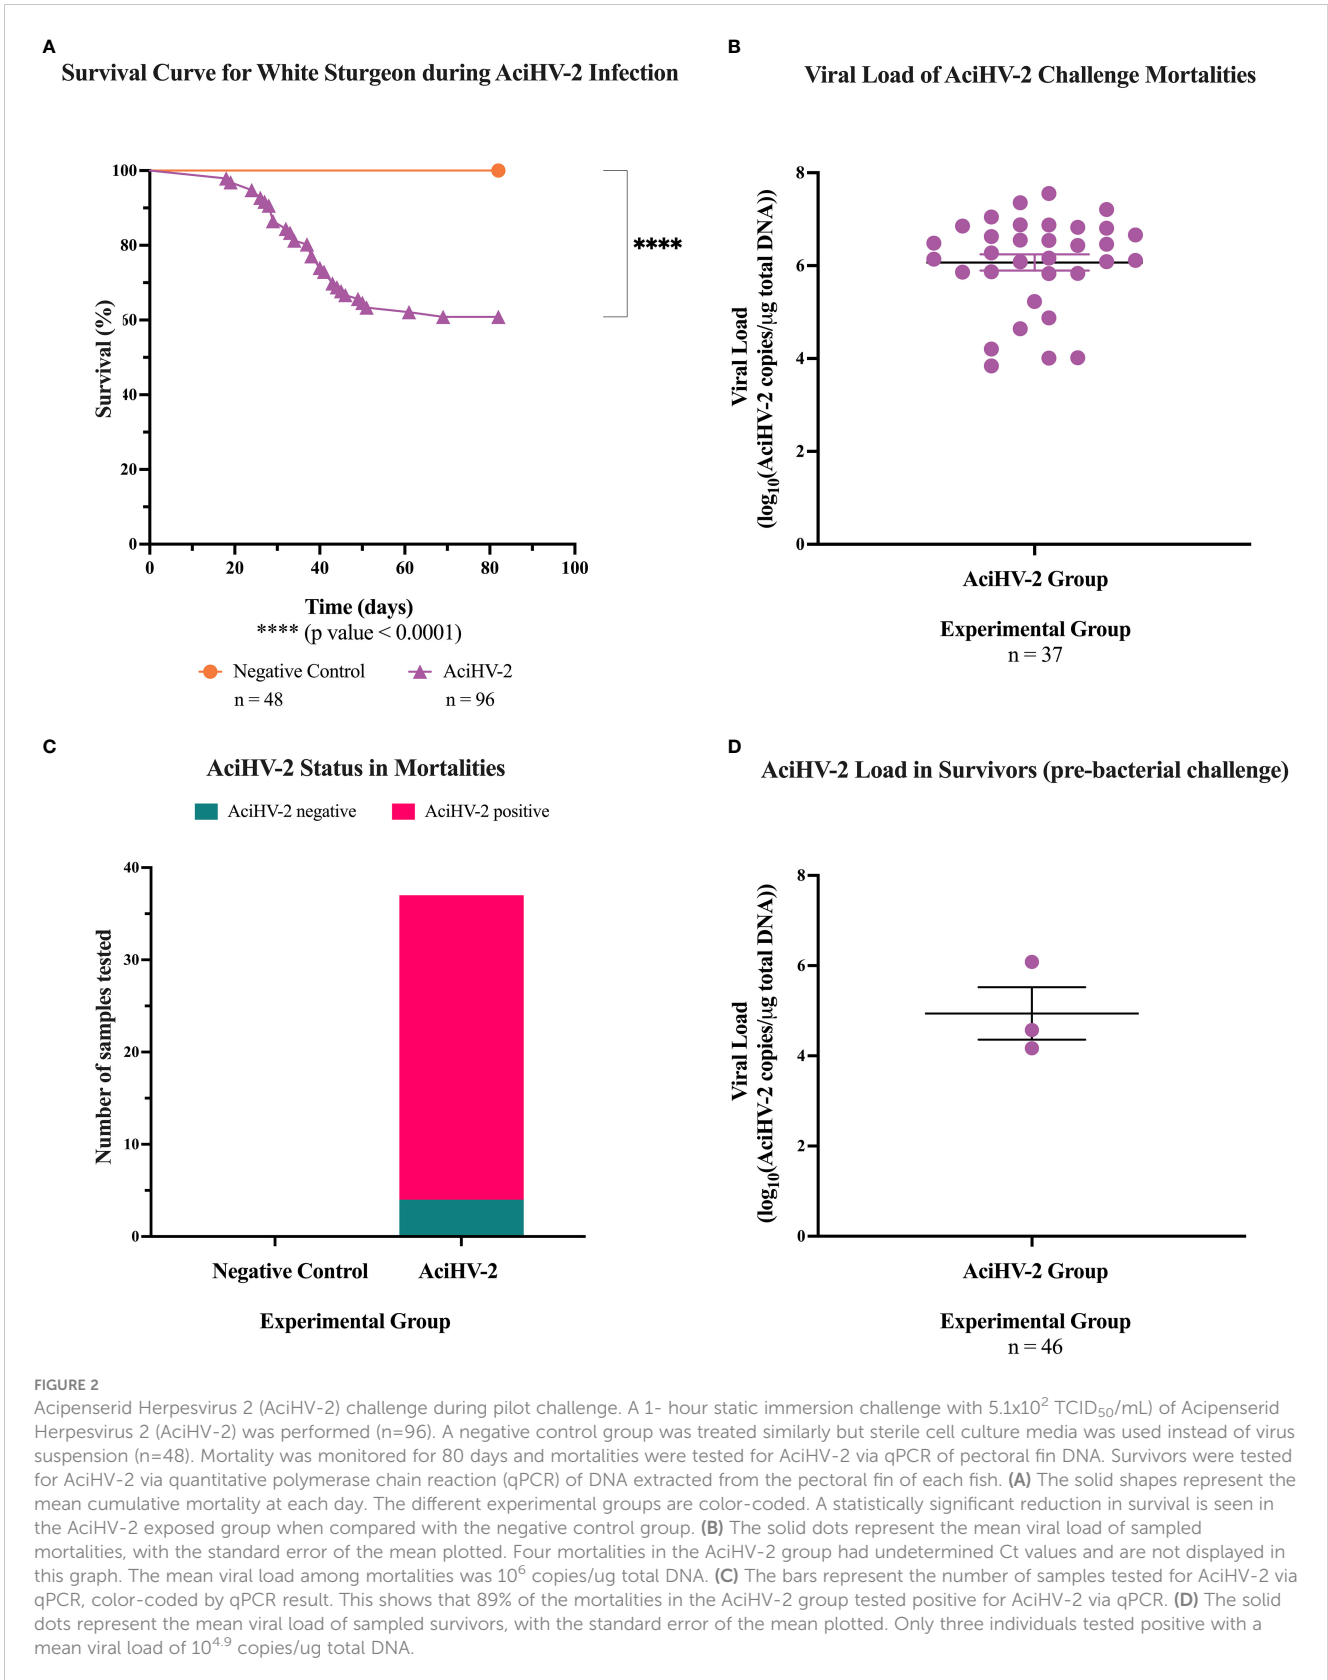 A
Survival Curve for White Sturgeon during AciHV-2 Infection
100
80
60
40
20
0
Survival (%)
****
0 20 40 60 80 100
Time (days)
**** (p value < 0.0001)
Negative Control AciHV-2
n = 48 n = 96
B
Viral Load of AciHV-2 Challenge Mortalities
8
6
4
2
0
Viral Load
(log10(AciHV-2 copies/μg total DNA))
AciHV-2 Group
Experimental Group
n = 37
C
AciHV-2 Status in Mortalities
AciHV-2 negative AciHV-2 positive
40
30
20
10
0
Number of samples tested
Negative Control AciHV-2
Experimental Group
D
AciHV-2 Load in Survivors (pre-bacterial challenge)
8
6
4
2
0
Viral Load
(log10(AciHV-2 copies/μg total DNA))
AciHV-2 Group
Experimental Group
n = 46
FIGURE 2
Acipenserid Herpesvirus 2 (AciHV-2) challenge during pilot challenge. A 1- hour static immersion challenge with 5.1x10² TCID50/mL) of Acipenserid
Herpesvirus 2 (AciHV-2) was performed (n=96). A negative control group was treated similarly but sterile cell culture media was used instead of virus
suspension (n=48). Mortality was monitored for 80 days and mortalities were tested for AciHV-2 via qPCR of pectoral fin DNA. Survivors were tested
for AciHV-2 via quantitative polymerase chain reaction (qPCR) of DNA extracted from the pectoral fin of each fish. (A) The solid shapes represent the
mean cumulative mortality at each day. The different experimental groups are color-coded. A statistically significant reduction in survival is seen in
the AciHV-2 exposed group when compared with the negative control group. (B) The solid dots represent the mean viral load of sampled
mortalities, with the standard error of the mean plotted. Four mortalities in the AciHV-2 group had undetermined Ct values and are not displayed in
this graph. The mean viral load among mortalities was 10⁶ copies/ug total DNA. (C) The bars represent the number of samples tested for AciHV-2 via
qPCR, color-coded by qPCR result. This shows that 89% of the mortalities in the AciHV-2 group tested positive for AciHV-2 via qPCR. (D) The solid
dots represent the mean viral load of sampled survivors, with the standard error of the mean plotted. Only three individuals tested positive with a
mean viral load of 10⁴·⁹ copies/ug total DNA.